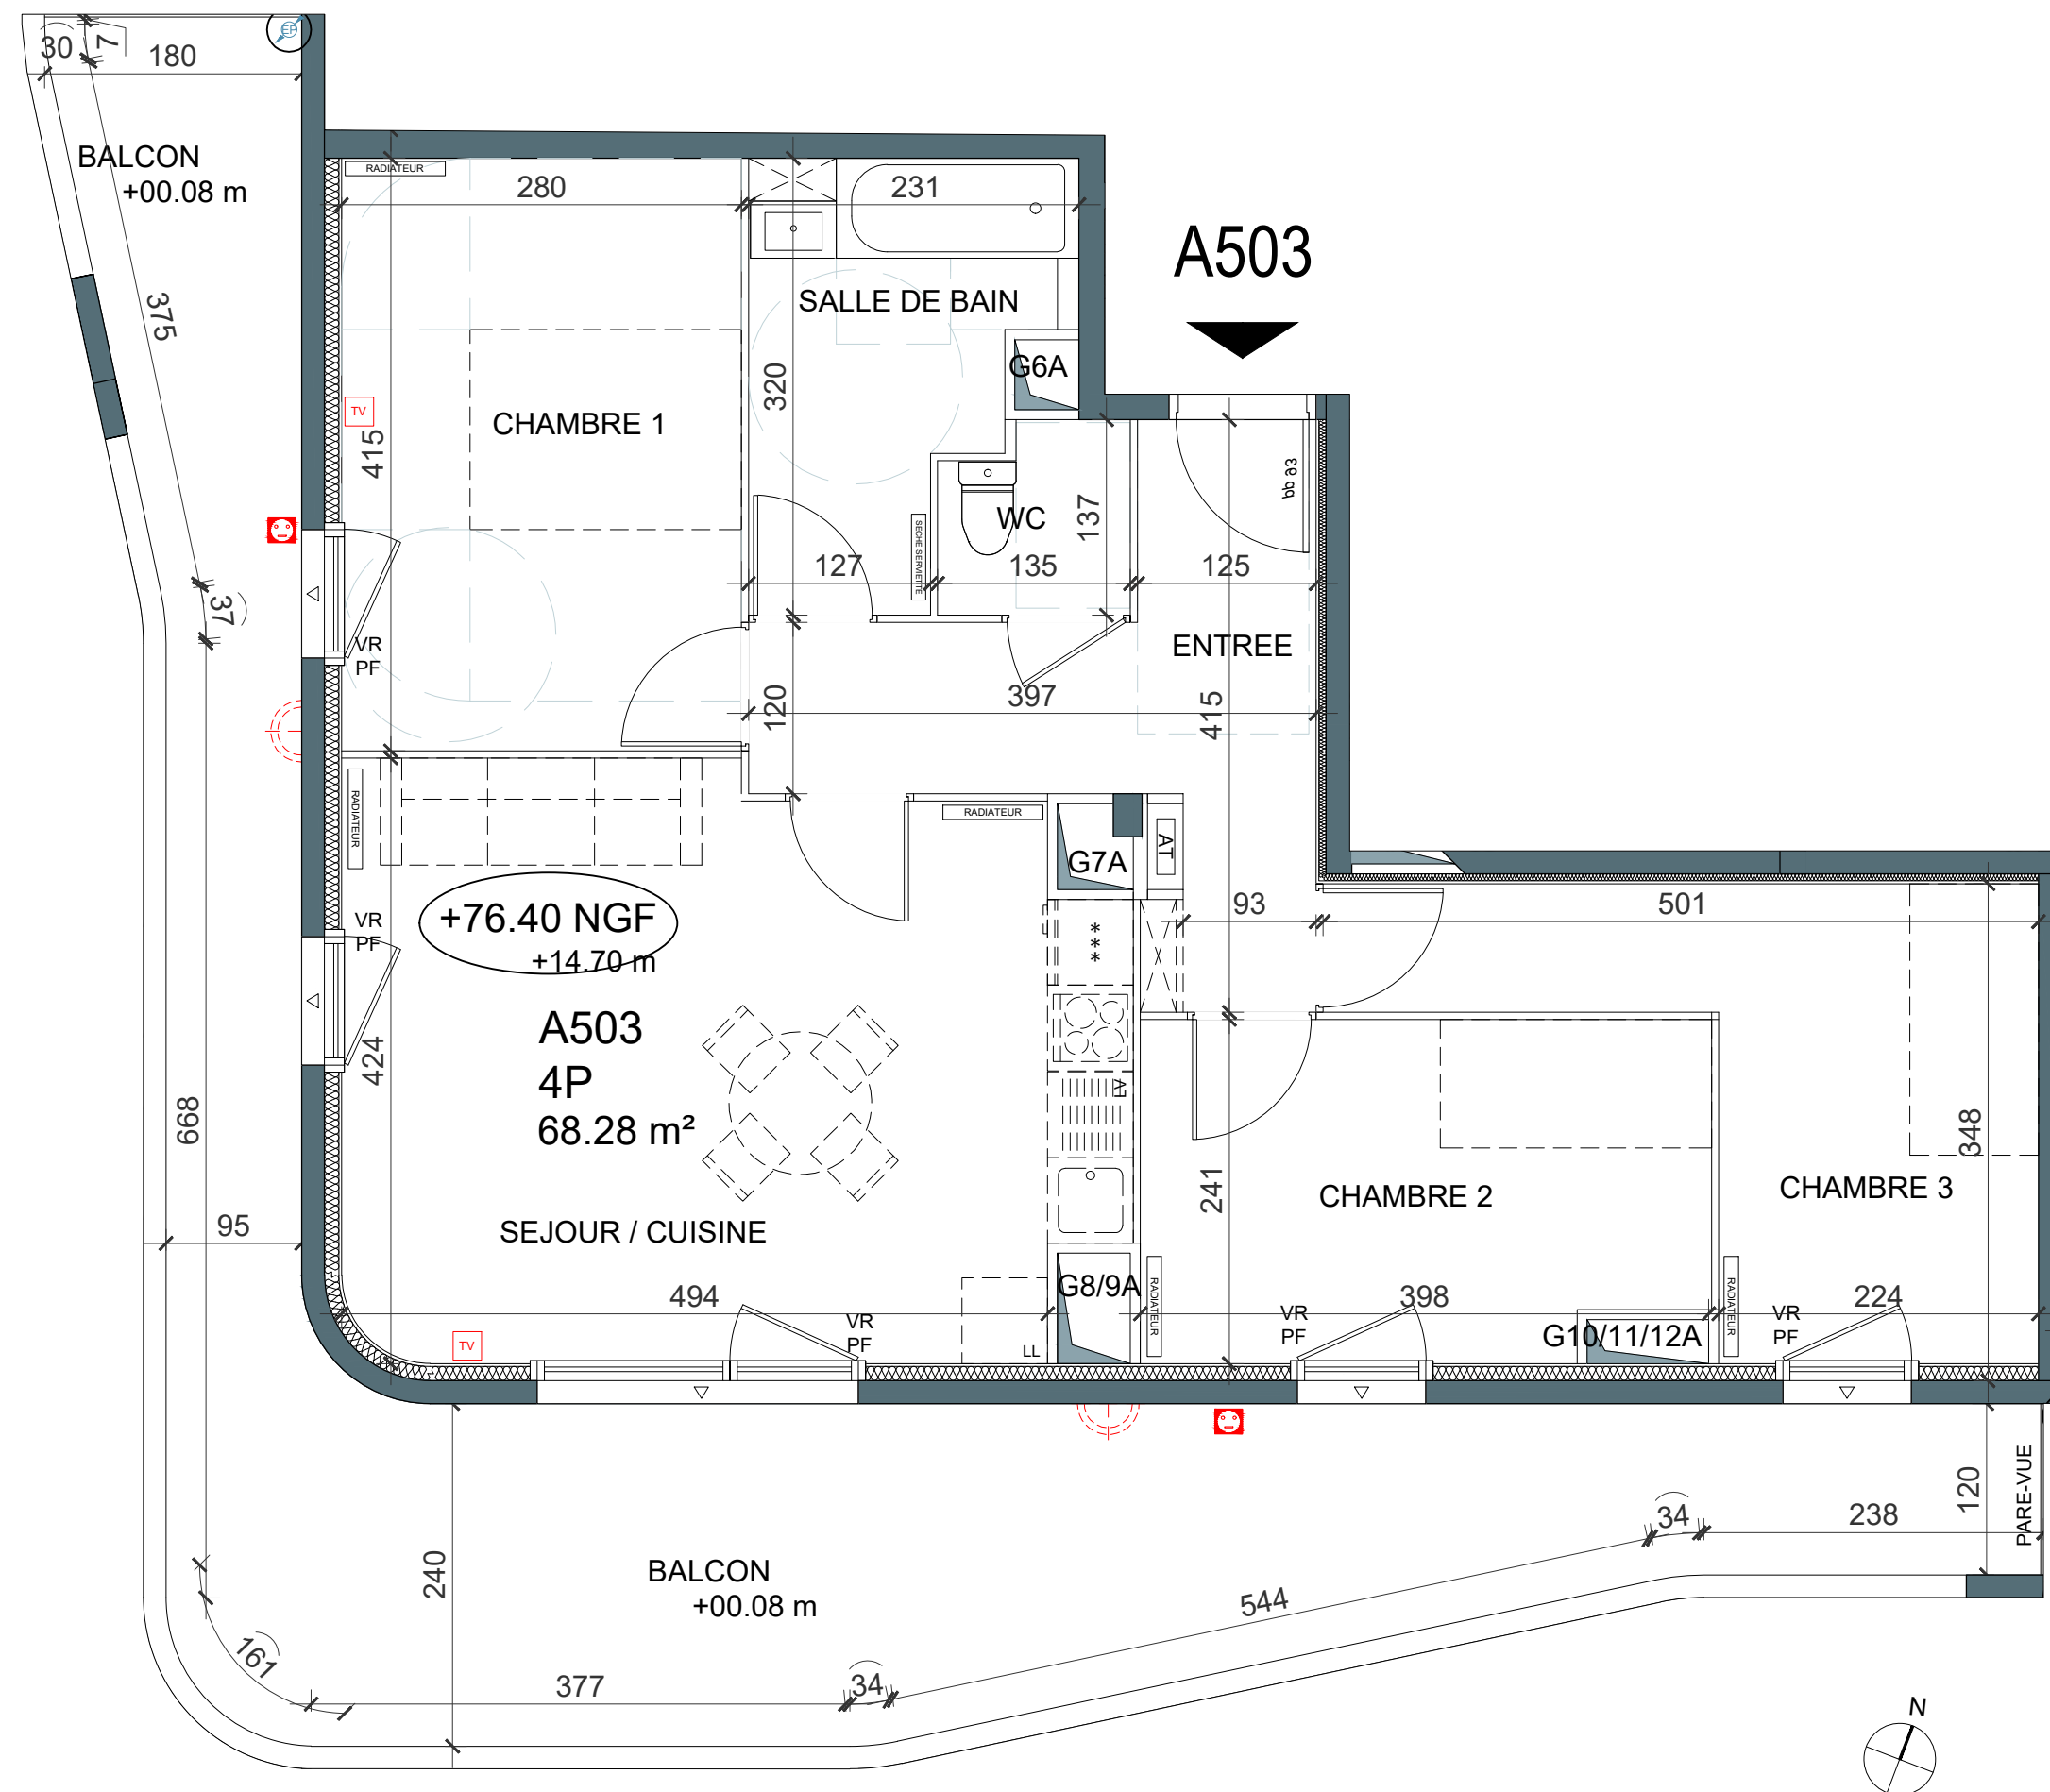 EP
30
7
180
BALCON
+00.08 m
RADIATEUR
280
231
A503
375
SALLE DE BAIN
G6A
320
TV
CHAMBRE 1
415
pp 93
WC
137
SECHE SERVIETTE
127
135
125
37
VR
PF
ENTREE
397
120
415
RADIATEUR
RADIATEUR
G7A
AT
93
501
+76.40 NGF
+14.70 m
VR
PF
***
A503
4P
68.28 m²
424
348
668
241
CHAMBRE 2
CHAMBRE 3
95
SEJOUR / CUISINE
G8/9A
RADIATEUR
RADIATEUR
494
398
224
VR
PF
VR
PF
VR
PF
G10/11/12A
TV
LL
120
PARE-VUE
34
238
240
BALCON
+00.08 m
544
161
377
34
N